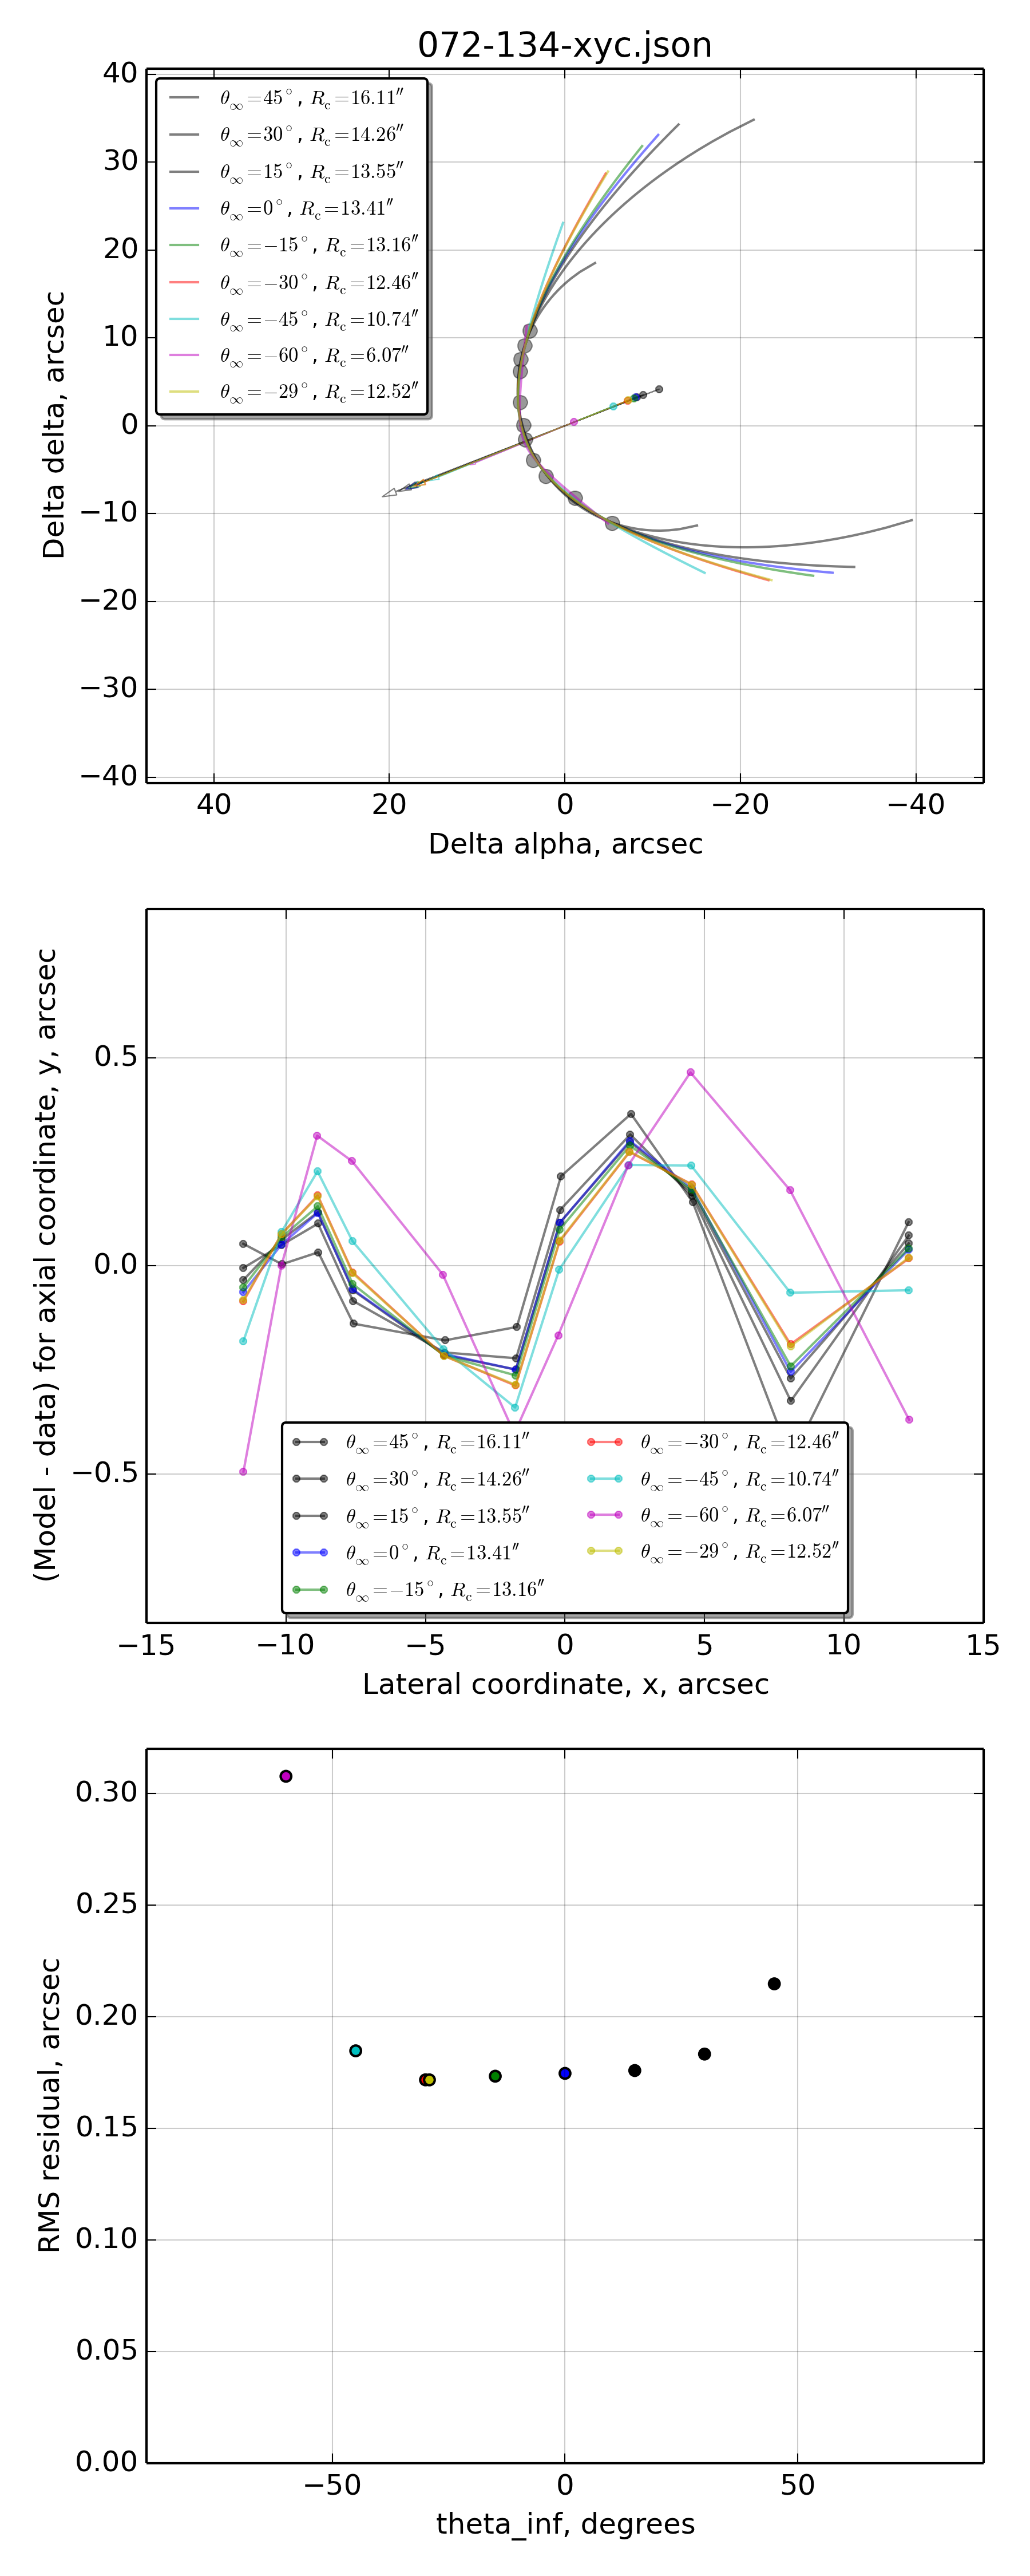 072-134-xyc.json
40
30
20
10
0
−10
−20
−30
−40
Delta delta, arcsec
θ∞=45°, Rc=16.11″
θ∞=30°, Rc=14.26″
θ∞=15°, Rc=13.55″
θ∞=0°, Rc=13.41″
θ∞=−15°, Rc=13.16″
θ∞=−30°, Rc=12.46″
θ∞=−45°, Rc=10.74″
θ∞=−60°, Rc=6.07″
θ∞=−29°, Rc=12.52″
40 20 0 −20 −40
Delta alpha, arcsec
(Model - data) for axial coordinate, y, arcsec
0.5
0.0
−0.5
θ∞=45°, Rc=16.11″
θ∞=30°, Rc=14.26″
θ∞=15°, Rc=13.55″
θ∞=0°, Rc=13.41″
θ∞=−15°, Rc=13.16″
θ∞=−30°, Rc=12.46″
θ∞=−45°, Rc=10.74″
θ∞=−60°, Rc=6.07″
θ∞=−29°, Rc=12.52″
−15 −10 −5 0 5 10 15
Lateral coordinate, x, arcsec
RMS residual, arcsec
0.30
0.25
0.20
0.15
0.10
0.05
0.00
−50 0 50
theta_inf, degrees